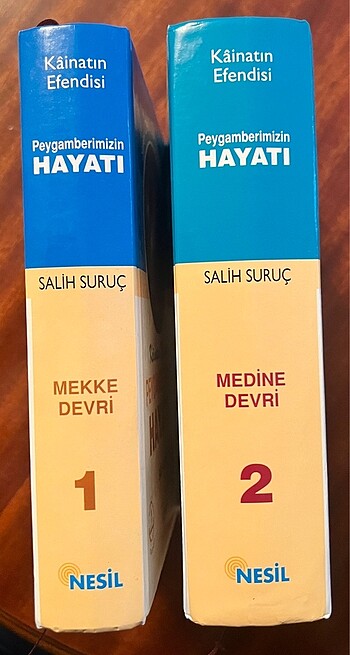 Kâinatın
Efendisi
Peygamberimizin
HAYATI
SALİH SURUÇ
MEKKE
DEVRİ
1
NESİL
Kâinatın
Efendisi
Peygamberimizin
HAYATI
SALİH SURUÇ
MEDİNE
DEVRİ
2
NESİL